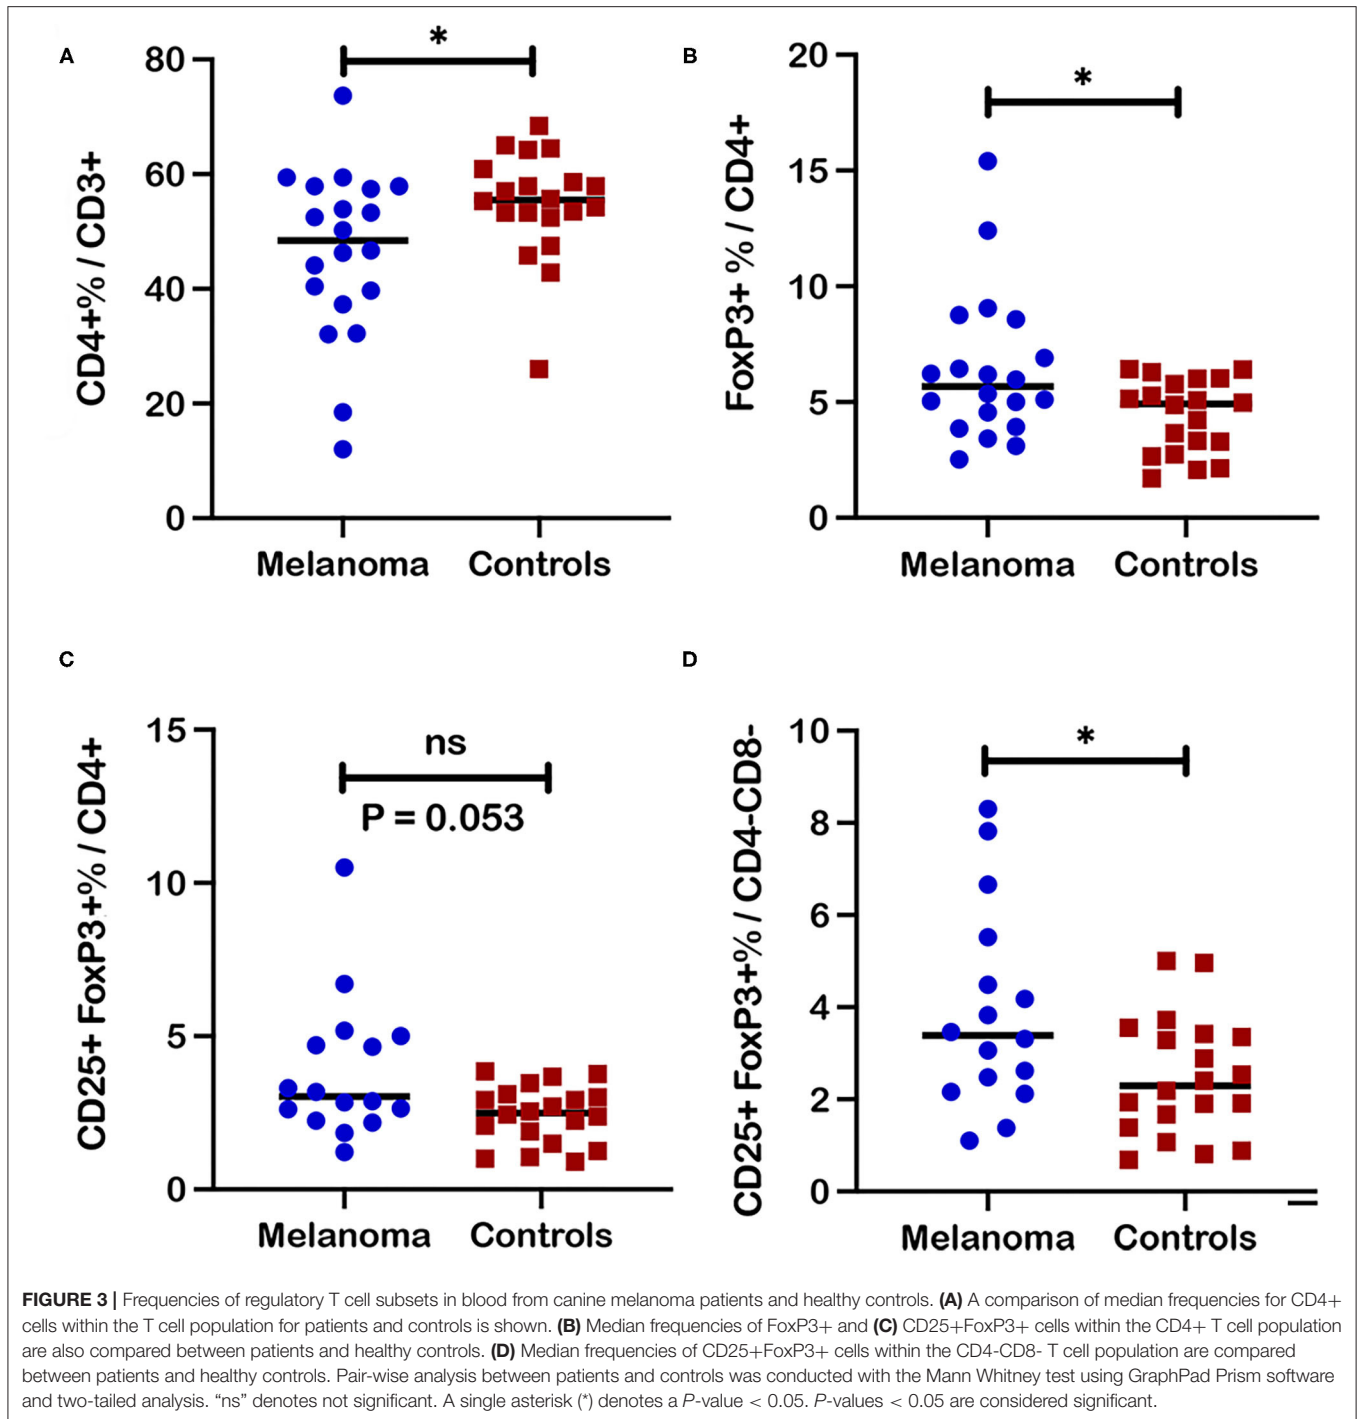 A
80
60
40
20
0
CD4+% / CD3+
*
Melanoma Controls
B
20
15
10
5
0
FoxP3+ % / CD4+
*
Melanoma Controls
C
15
10
5
0
CD25+ FoxP3+% / CD4+
ns
P = 0.053
Melanoma Controls
D
10
8
6
4
2
0
CD25+ FoxP3+% / CD4-CD8-
*
Melanoma Controls
FIGURE 3 | Frequencies of regulatory T cell subsets in blood from canine melanoma patients and healthy controls. (A) A comparison of median frequencies for CD4+
cells within the T cell population for patients and controls is shown. (B) Median frequencies of FoxP3+ and (C) CD25+FoxP3+ cells within the CD4+ T cell population
are also compared between patients and healthy controls. (D) Median frequencies of CD25+FoxP3+ cells within the CD4-CD8- T cell population are compared
between patients and healthy controls. Pair-wise analysis between patients and controls was conducted with the Mann Whitney test using GraphPad Prism software
and two-tailed analysis. “ns” denotes not significant. A single asterisk (*) denotes a P-value < 0.05. P-values < 0.05 are considered significant.